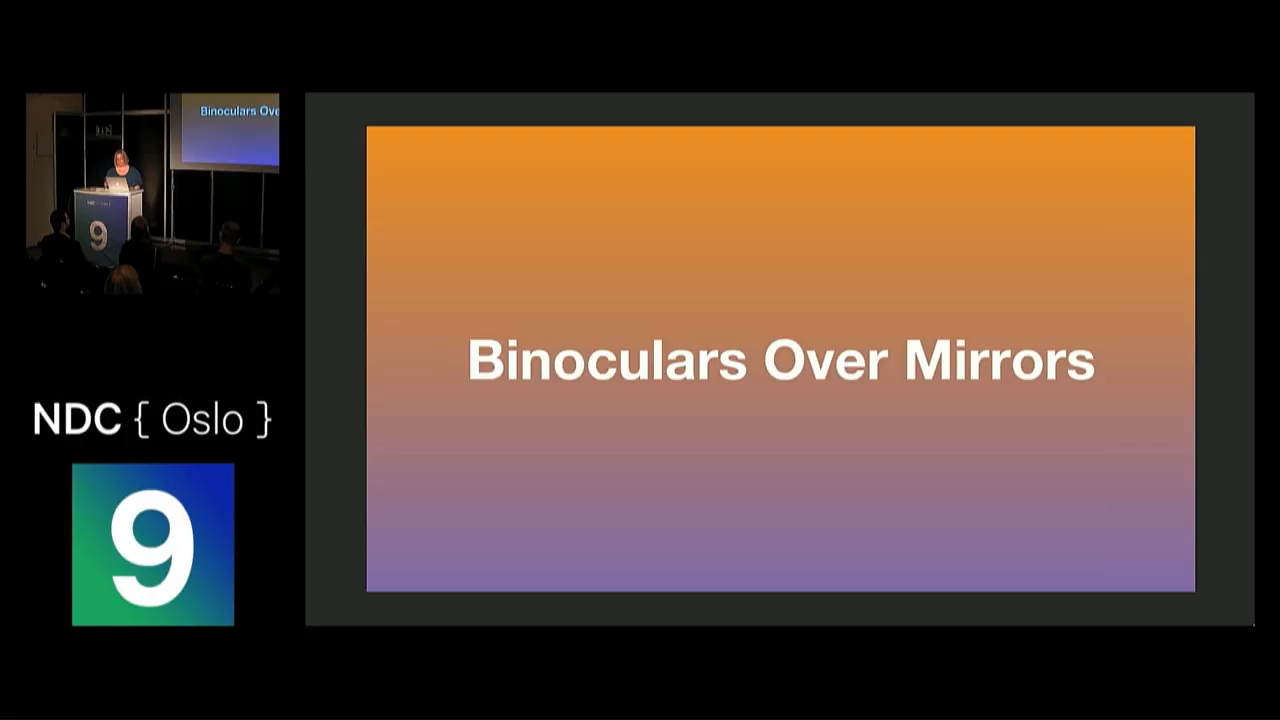 Binoculars Ove
9
NDC { Oslo }
9
Binoculars Over Mirrors